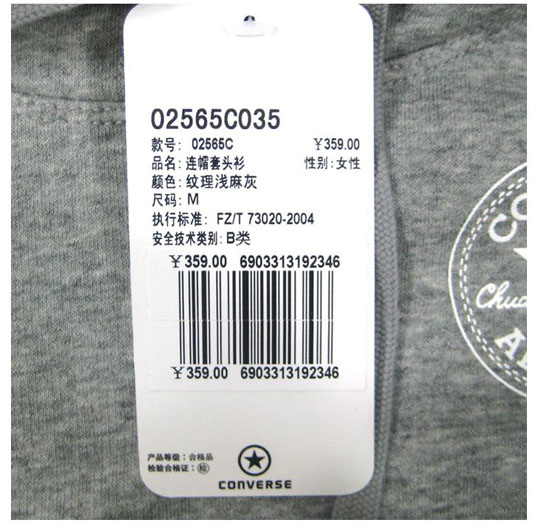 02565C035
款号: 02565C ￥359.00
品名: 连帽套头衫 性别: 女性
颜色: 纹理浅麻灰
尺码: M
执行标准: FZ/T 73020-2004
安全技术类别: B类
￥359.00 6903313192346
￥359.00 6903313192346
产品等级: 合格品
检验合格证: 检
CONVERSE
CO
Chuc
AL